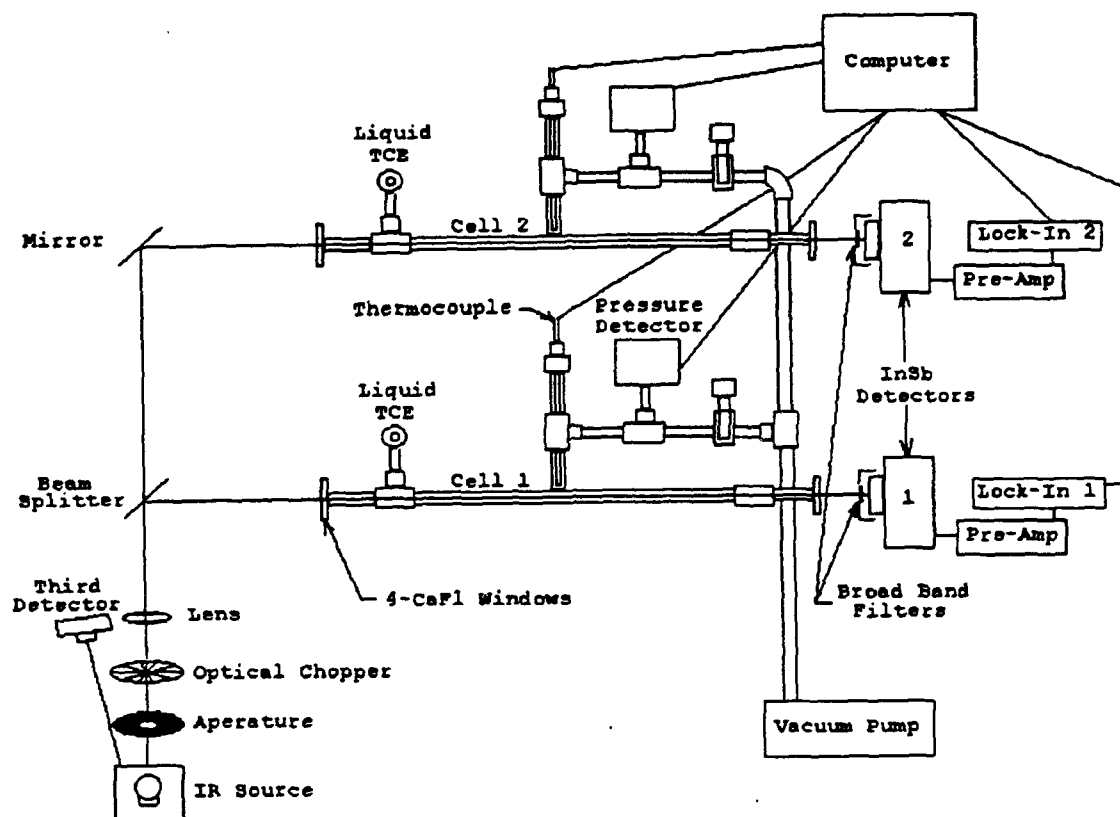 Computer
Liquid
TCE
Mirror
Cell 2
2
Lock-In 2
Pre-Amp
Thermocouple
Pressure
Detector
InSb
Detectors
Liquid
TCE
Beam
Splitter
Cell 1
1
Lock-In 1
Pre-Amp
4-CaFl Windows
Broad Band
Filters
Third
Detector
Lens
Optical Chopper
Aperature
Vacuum Pump
IR Source